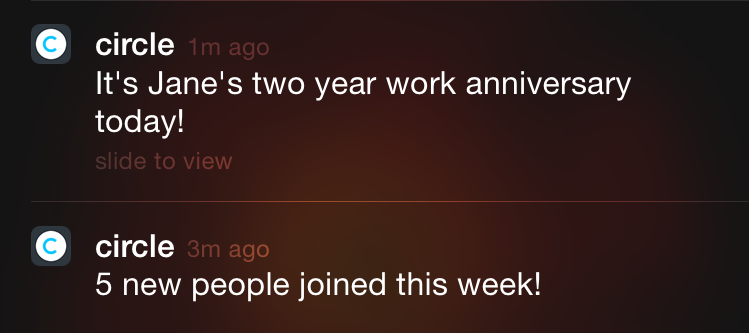 circle 1m ago
It's Jane's two year work anniversary
today!
slide to view
circle 3m ago
5 new people joined this week!